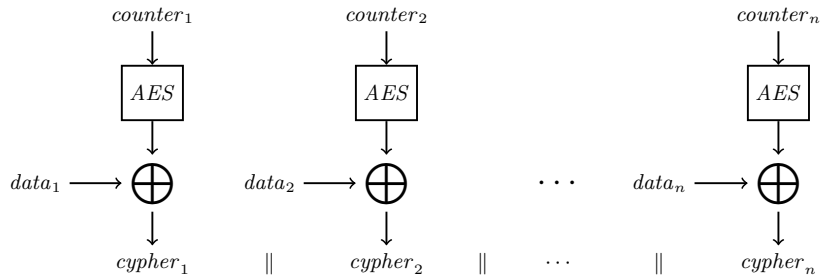 counter₁ counter₂ counterₙ
AES AES AES
data₁ data₂ ··· dataₙ
cypher₁ ∥ cypher₂ ∥ ··· ∥ cypherₙ